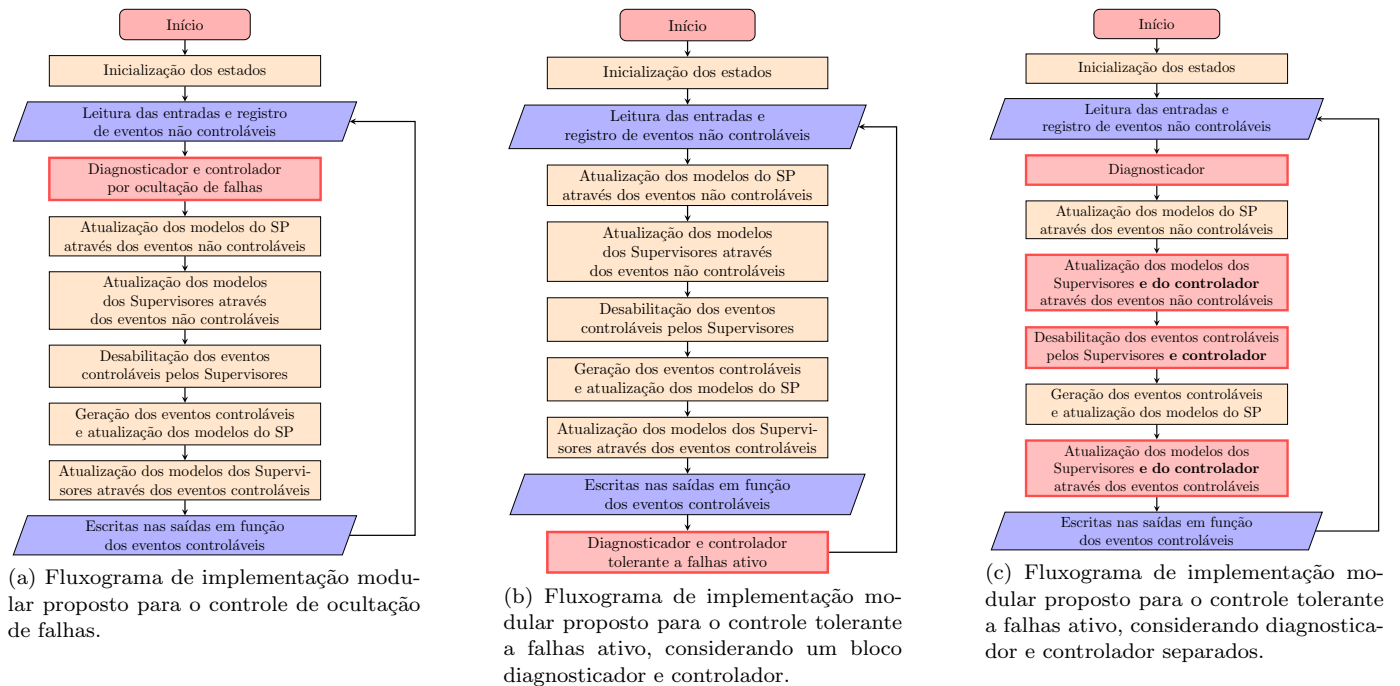 Início
Inicialização dos estados
Leitura das entradas e registro
de eventos não controláveis
Diagnosticador e controlador
por ocultação de falhas
Atualização dos modelos do SP
através dos eventos não controláveis
Atualização dos modelos
dos Supervisores através
dos eventos não controláveis
Desabilitação dos eventos
controláveis pelos Supervisores
Geração dos eventos controláveis
e atualização dos modelos do SP
Atualização dos modelos dos Supervi-
sores através dos eventos controláveis
Escritas nas saídas em função
dos eventos controláveis
(a) Fluxograma de implementação modu-
lar proposto para o controle de ocultação
de falhas.
Início
Inicialização dos estados
Leitura das entradas e
registro de eventos não controláveis
Atualização dos modelos do SP
através dos eventos não controláveis
Atualização dos modelos
dos Supervisores através
dos eventos não controláveis
Desabilitação dos eventos
controláveis pelos Supervisores
Geração dos eventos controláveis
e atualização dos modelos do SP
Atualização dos modelos dos Supervi-
sores através dos eventos controláveis
Escritas nas saídas em função
dos eventos controláveis
Diagnosticador e controlador
tolerante a falhas ativo
(b) Fluxograma de implementação mo-
dular proposto para o controle tolerante
a falhas ativo, considerando um bloco
diagnosticador e controlador.
Início
Inicialização dos estados
Leitura das entradas e
registro de eventos não controláveis
Diagnosticador
Atualização dos modelos do SP
através dos eventos não controláveis
Atualização dos modelos dos
Supervisores e do controlador
através dos eventos não controláveis
Desabilitação dos eventos controláveis
pelos Supervisores e controlador
Geração dos eventos controláveis
e atualização dos modelos do SP
Atualização dos modelos dos
Supervisores e do controlador
através dos eventos controláveis
Escritas nas saídas em função
dos eventos controláveis
(c) Fluxograma de implementação mo-
dular proposto para o controle tolerante
a falhas ativo, considerando diagnostica-
dor e controlador separados.